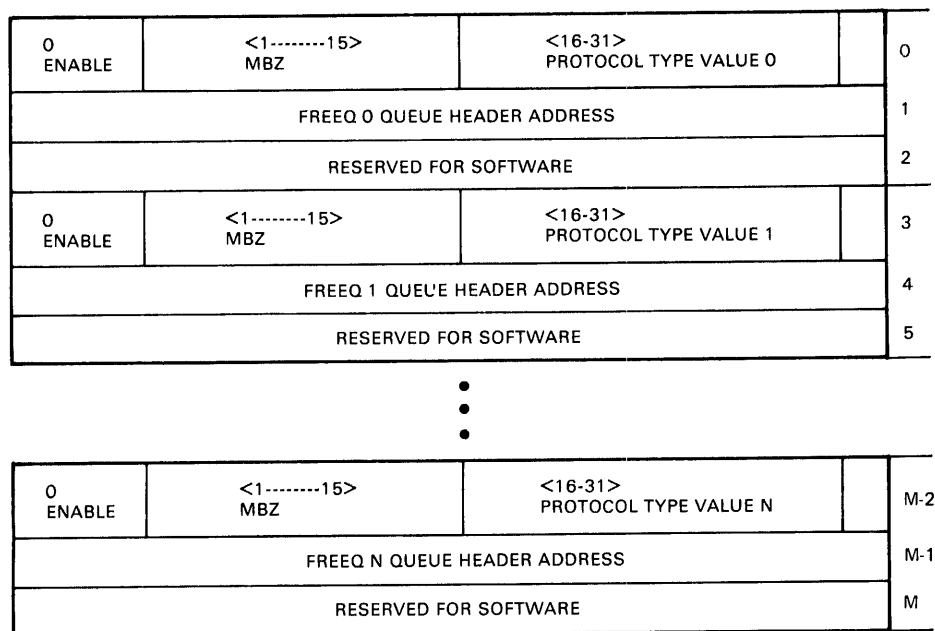 0 <1--------15> <16-31> 0
ENABLE MBZ PROTOCOL TYPE VALUE 0
FREEQ 0 QUEUE HEADER ADDRESS 1
RESERVED FOR SOFTWARE 2
0 <1--------15> <16-31> 3
ENABLE MBZ PROTOCOL TYPE VALUE 1
FREEQ 1 QUEUE HEADER ADDRESS 4
RESERVED FOR SOFTWARE 5
0 <1--------15> <16-31> M-2
ENABLE MBZ PROTOCOL TYPE VALUE N
FREEQ N QUEUE HEADER ADDRESS M-1
RESERVED FOR SOFTWARE M